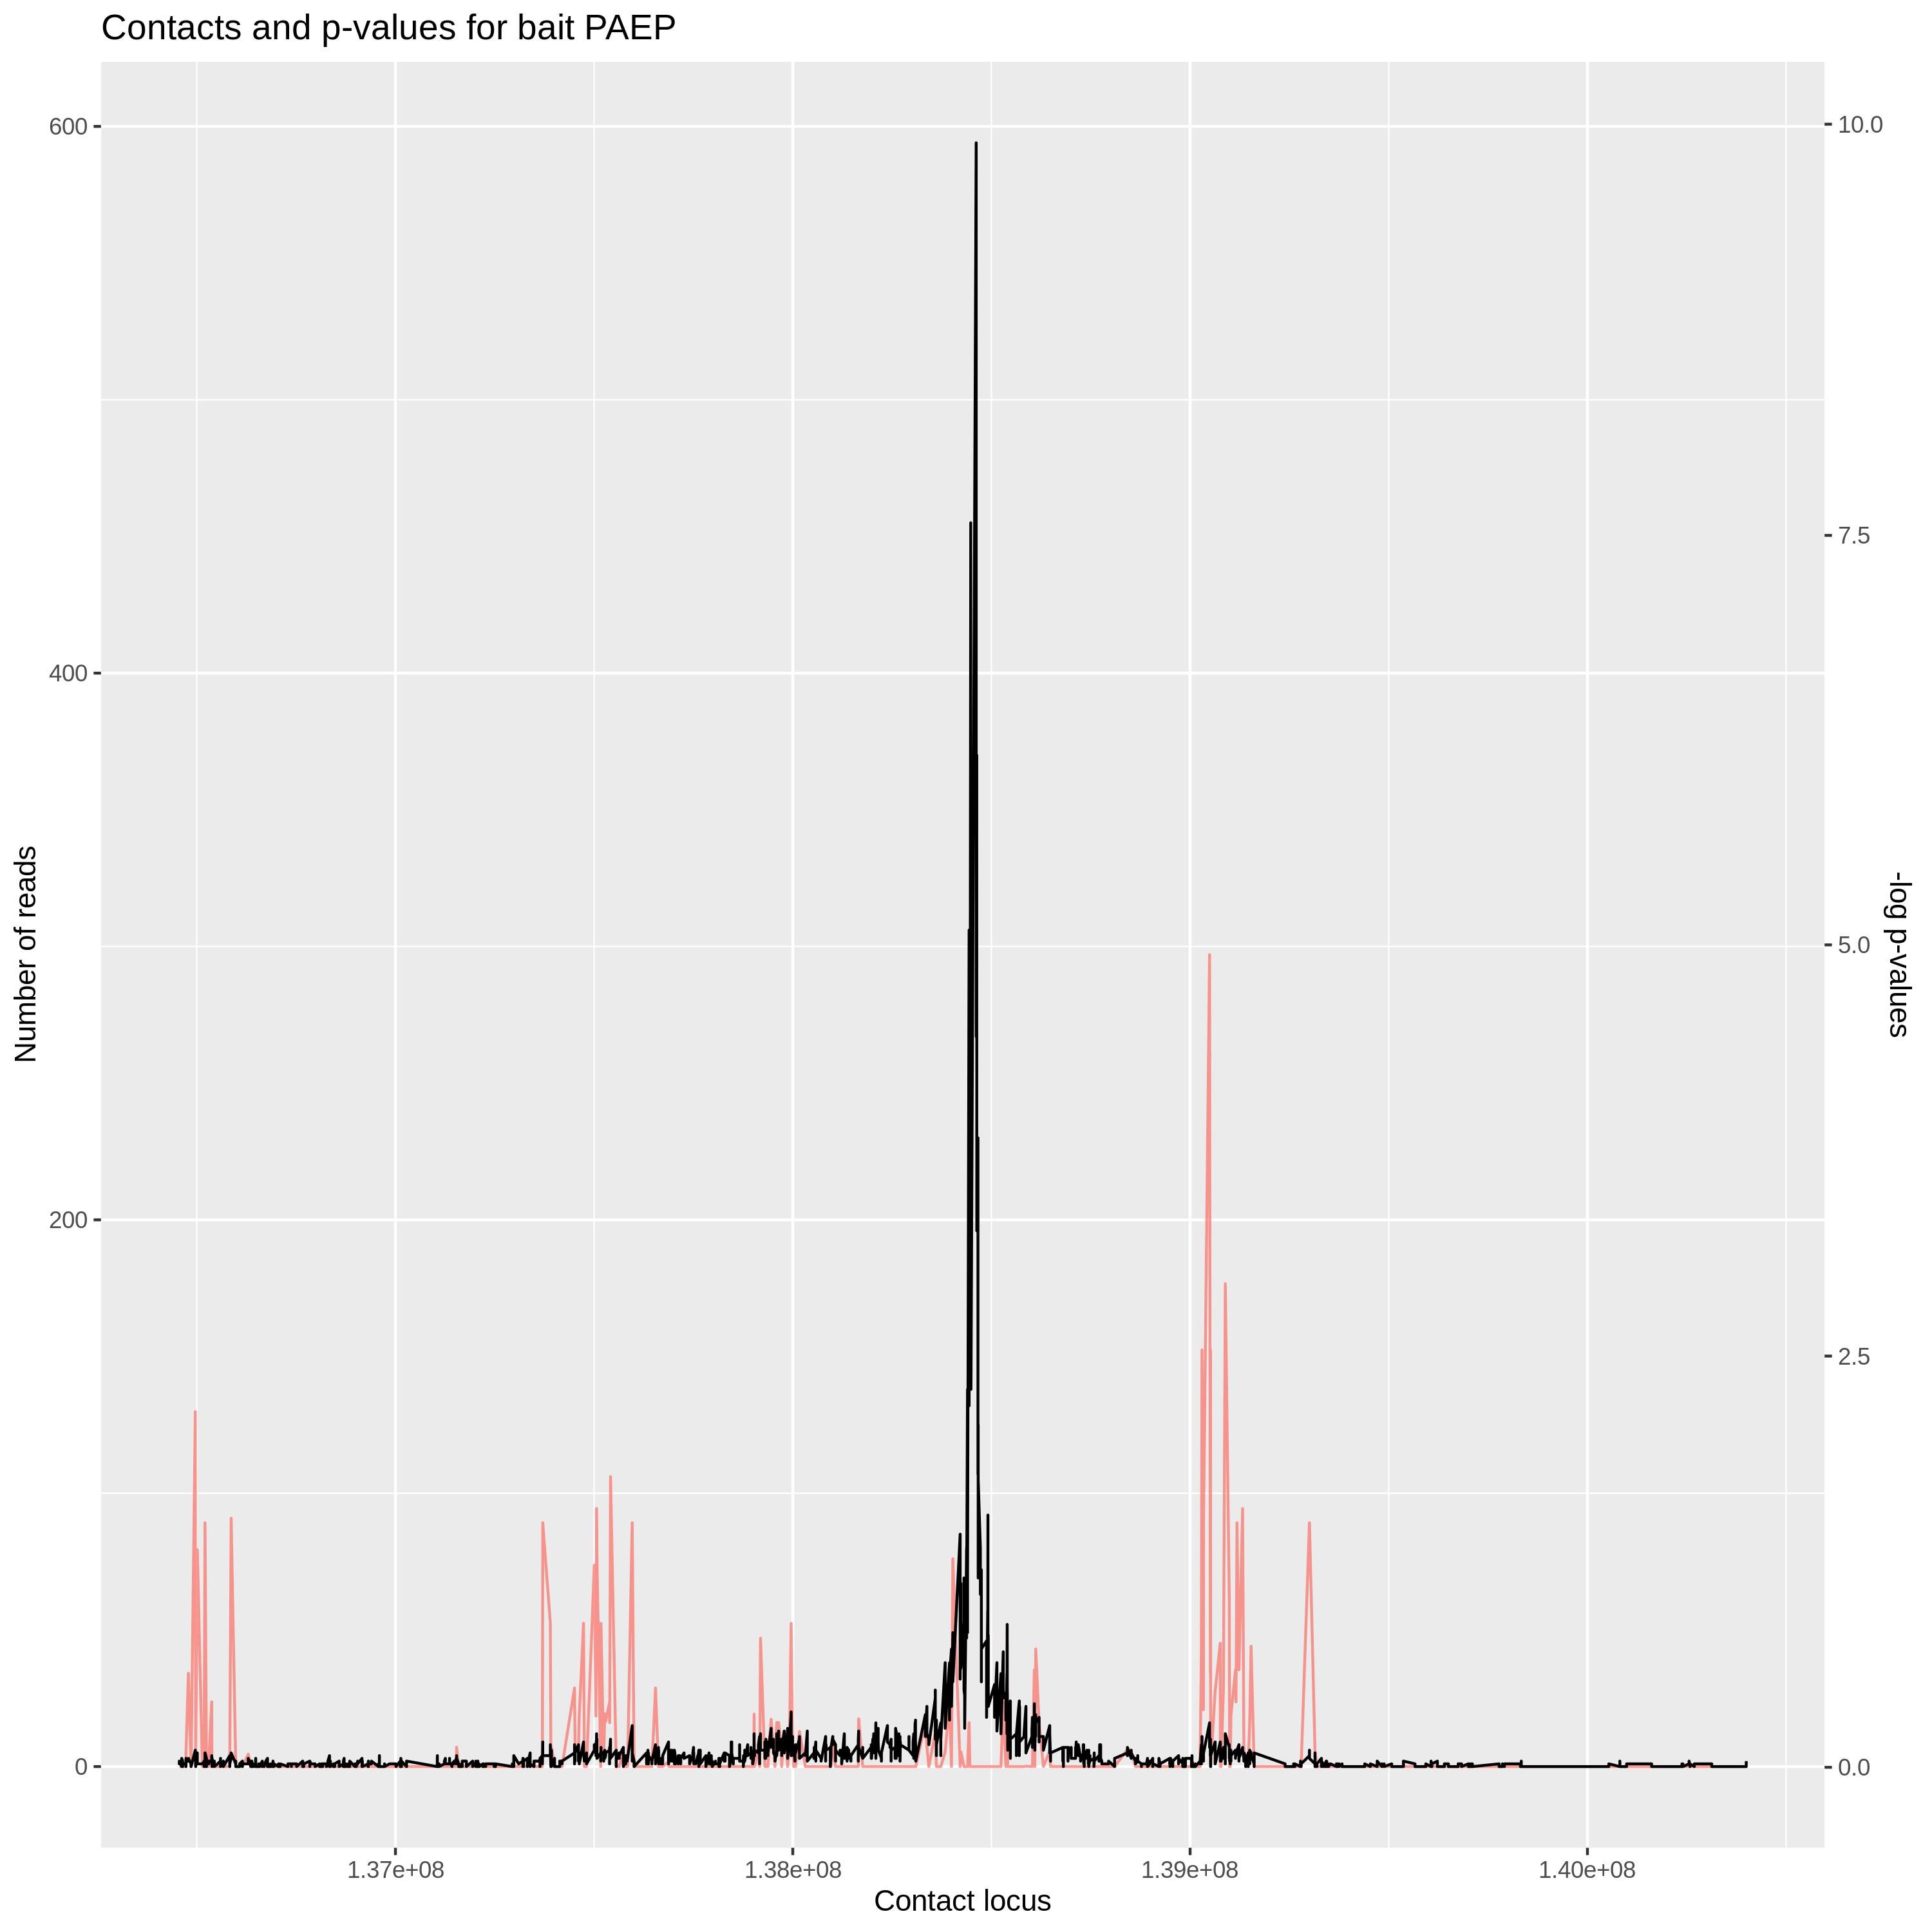 Contacts and p-values for bait PAEP
600
400
200
0
Number of reads
10.0
7.5
5.0
2.5
0.0
-log p-values
1.37e+08
1.38e+08
1.39e+08
1.40e+08
Contact locus